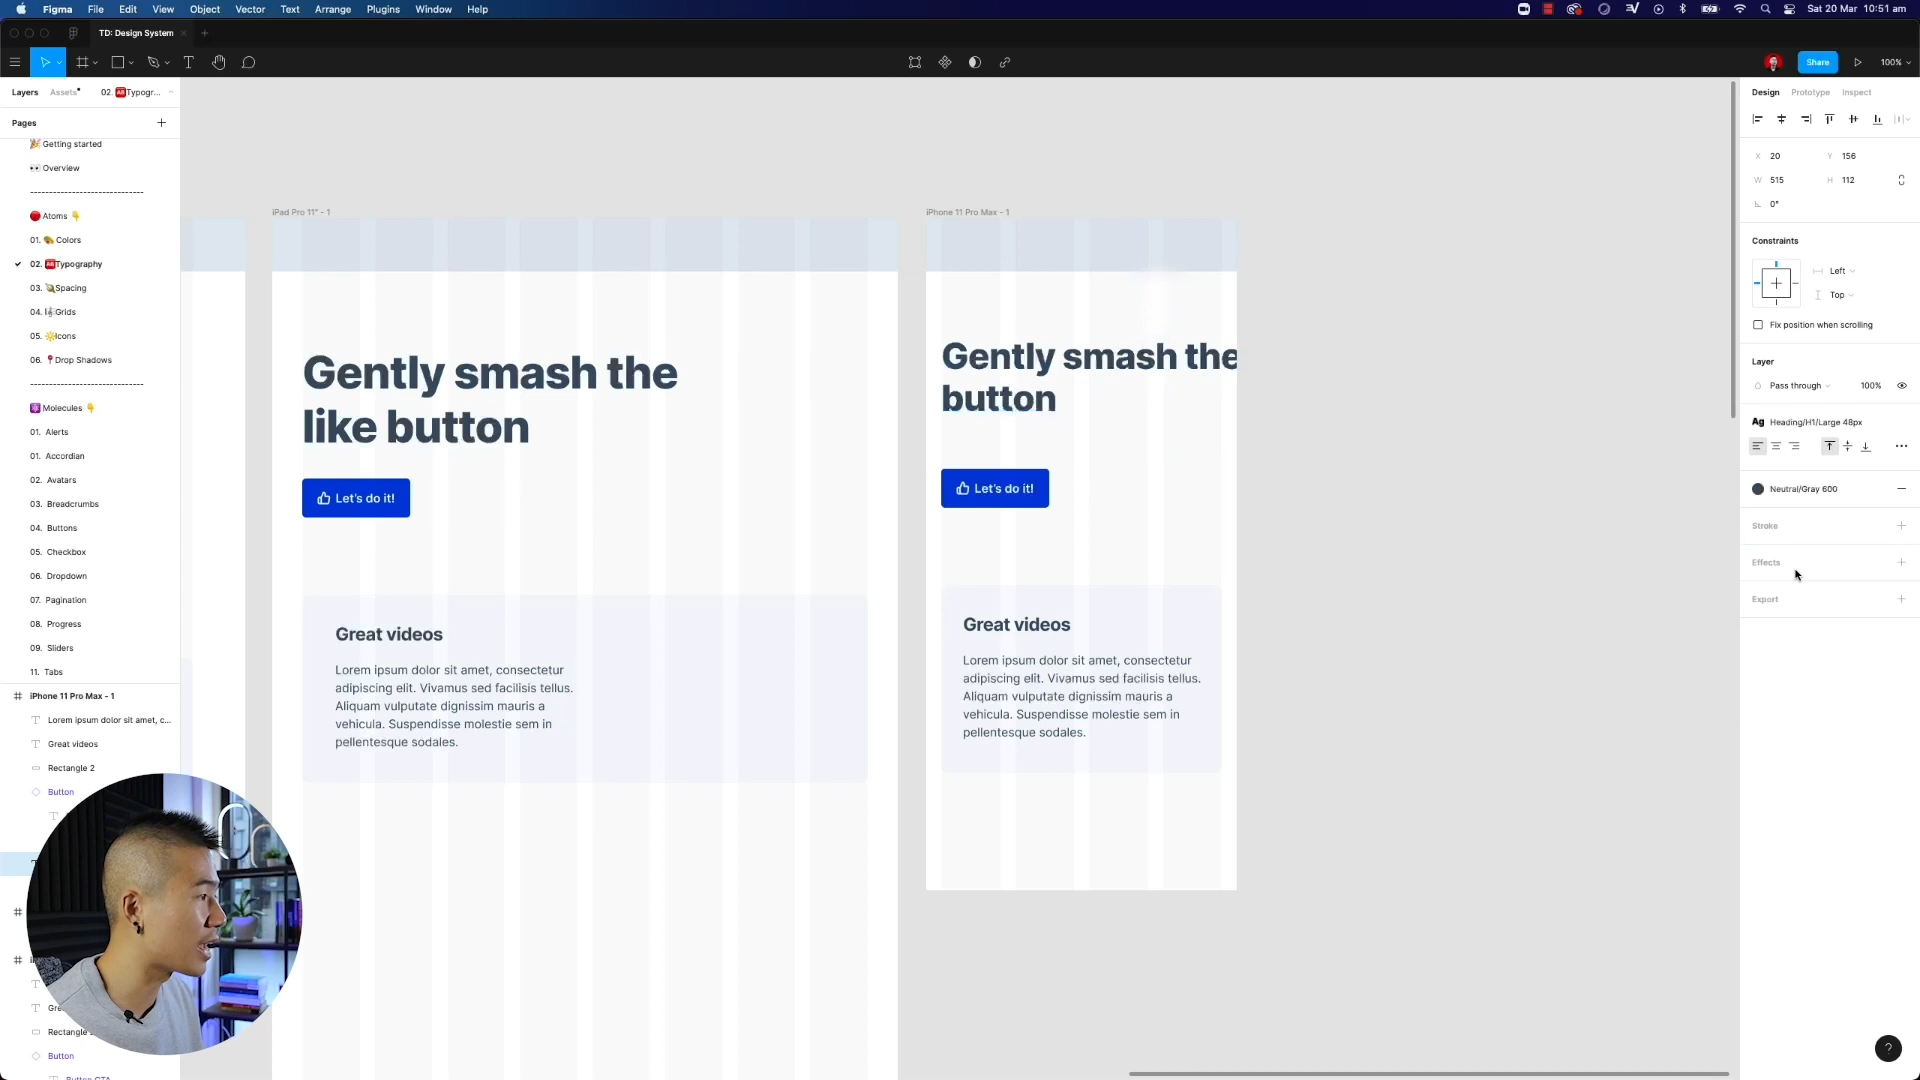 Figma File Edit View Object Vector Text Arrange Plugins Window Help
Sat 20 Mar 10:51 am
TD: Design System
Share
100%
Layers Assets 02. Typogr...
Pages
Getting started
Overview
------------------------------
Atoms
01. Colors
02. Typography
03. Spacing
04. Grids
05. Icons
06. Drop Shadows
------------------------------
Molecules
01. Alerts
01. Accordian
02. Avatars
03. Breadcrumbs
04. Buttons
05. Checkbox
06. Dropdown
07. Pagination
08. Progress
09. Sliders
11. Tabs
iPhone 11 Pro Max - 1
Lorem ipsum dolor sit amet, c...
Great videos
Rectangle 2
Button
Rectangle
Button
Button CTA
iPad Pro 11" - 1
Gently smash the
like button
Let's do it!
Great videos
Lorem ipsum dolor sit amet, consectetur
adipiscing elit. Vivamus sed facilisis tellus.
Aliquam vulputate dignissim mauris a
vehicula. Suspendisse molestie sem in
pellentesque sodales.
iPhone 11 Pro Max - 1
Gently smash the
button
Let's do it!
Great videos
Lorem ipsum dolor sit amet, consectetur
adipiscing elit. Vivamus sed facilisis tellus.
Aliquam vulputate dignissim mauris a
vehicula. Suspendisse molestie sem in
pellentesque sodales.
Design Prototype Inspect
X 20 Y 156
W 515 H 112
0°
Constraints
Left
Top
Fix position when scrolling
Layer
Pass through 100%
Ag Heading/H1/Large 48px
Neutral/Gray 600
Stroke
Effects
Export
?